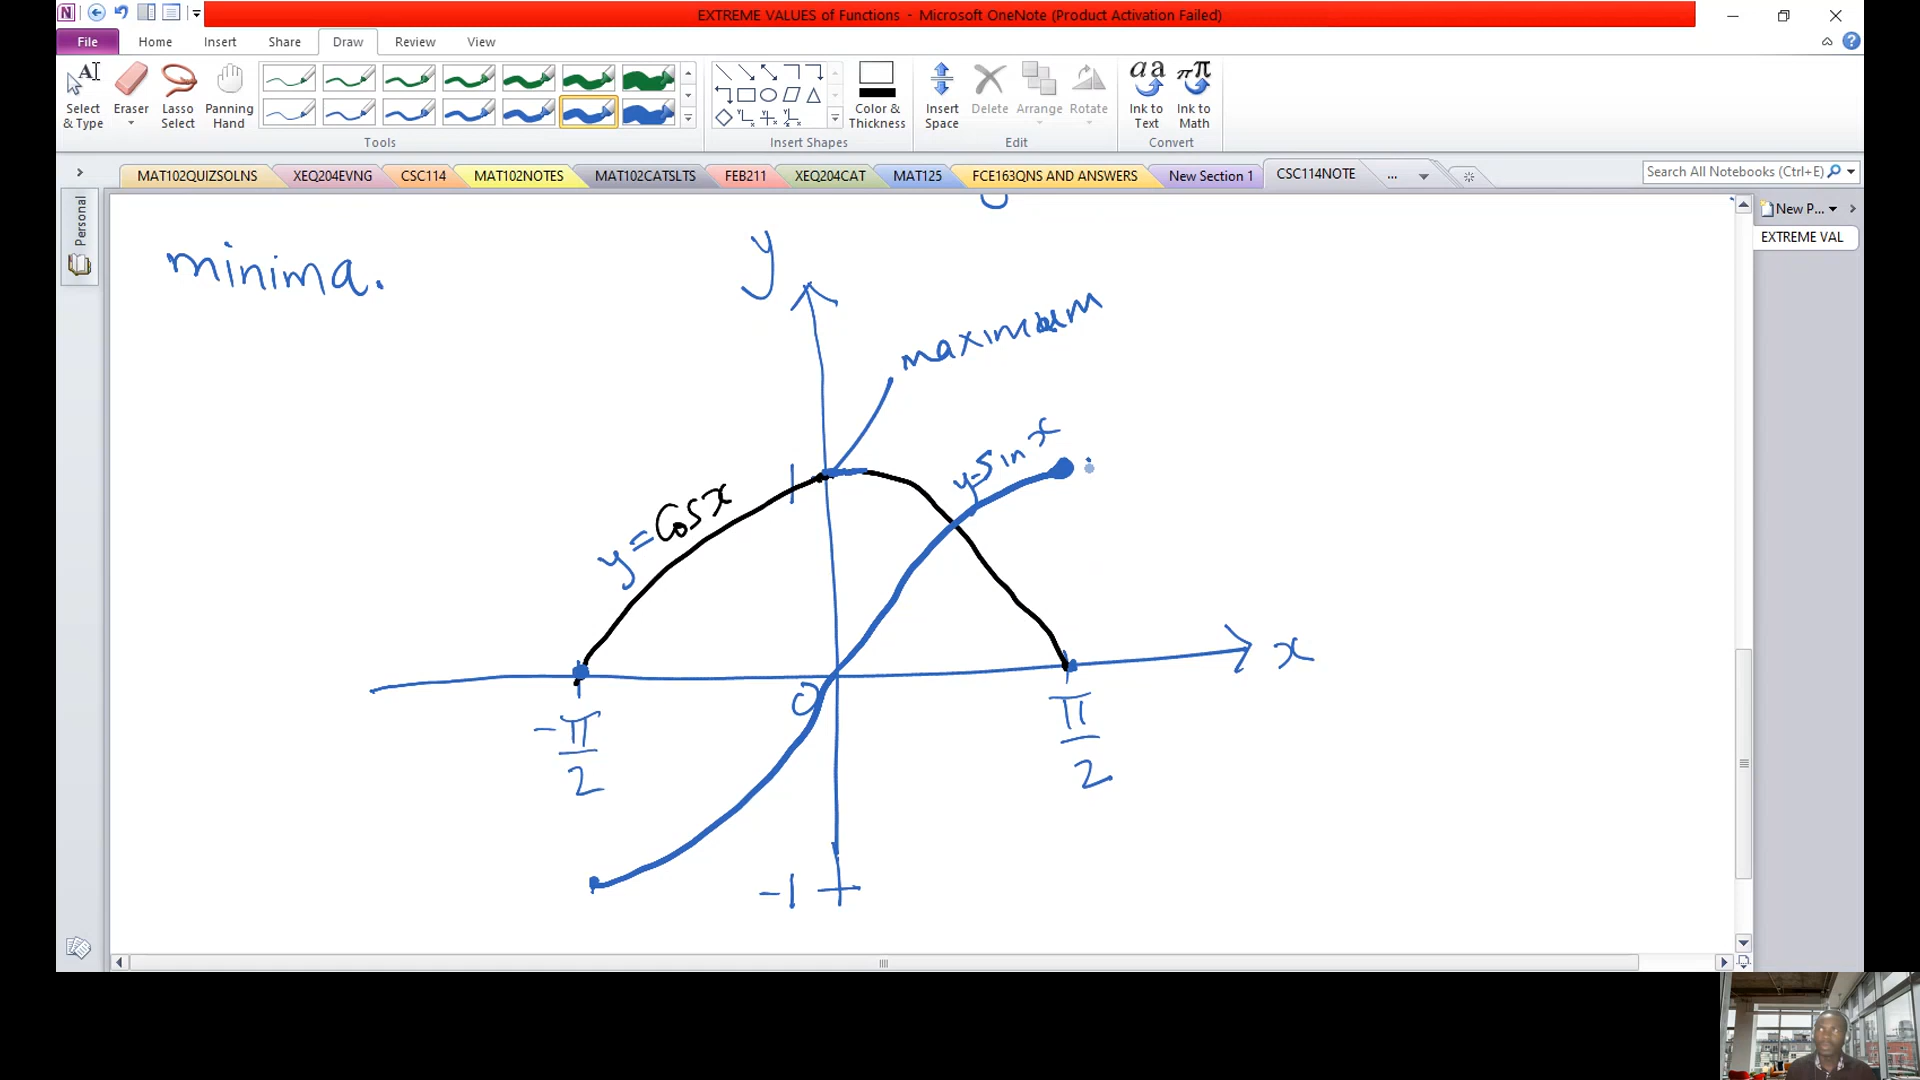 EXTREME VALUES of Functions - Microsoft OneNote (Product Activation Failed)
File Home Insert Share Draw Review View
Select & Type
Eraser
Lasso Select
Panning Hand
Color & Thickness
Insert Space
Delete
Arrange
Rotate
Ink to Text
Ink to Math
Tools Insert Shapes Edit Convert
MAT102QUIZSOLNS XEQ204EVNG CSC114 MAT102NOTES MAT102CATSLTS FEB211 XEQ204CAT MAT125 FCE163QNS AND ANSWERS New Section 1 CSC114NOTE ...
Search All Notebooks (Ctrl+E)
Personal
New P...
EXTREME VAL
minima.
y
maximum
y=sin x
1
y = Cos x
x
0
-π/2
π/2
-1